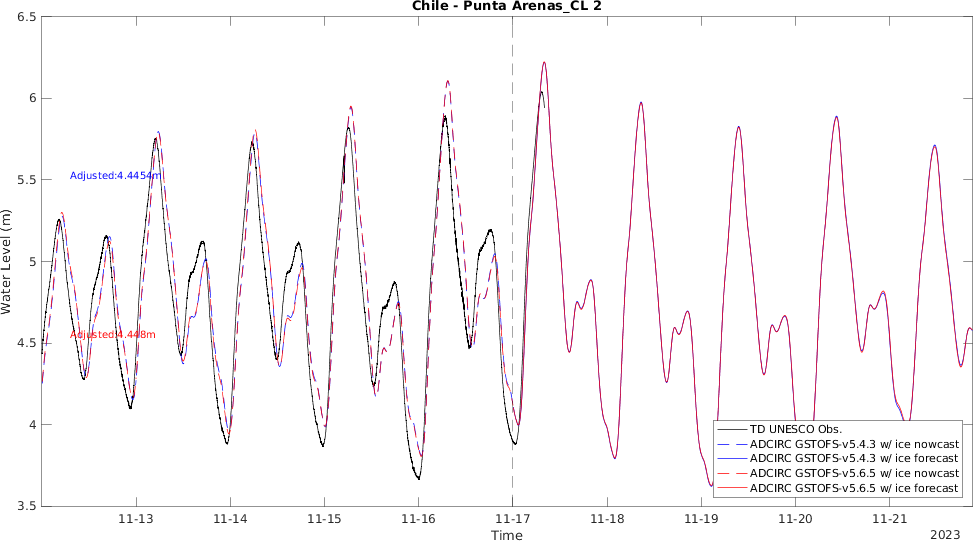 Chile - Punta Arenas_CL 2
6.5
6
5.5
5
4.5
4
3.5
Water Level (m)
Adjusted:4.4454m
Adjusted:4.448m
TD UNESCO Obs.
ADCIRC GSTOFS-v5.4.3 w/ ice nowcast
ADCIRC GSTOFS-v5.4.3 w/ ice forecast
ADCIRC GSTOFS-v5.6.5 w/ ice nowcast
ADCIRC GSTOFS-v5.6.5 w/ ice forecast
11-13
11-14
11-15
11-16
11-17
11-18
11-19
11-20
11-21
Time
2023